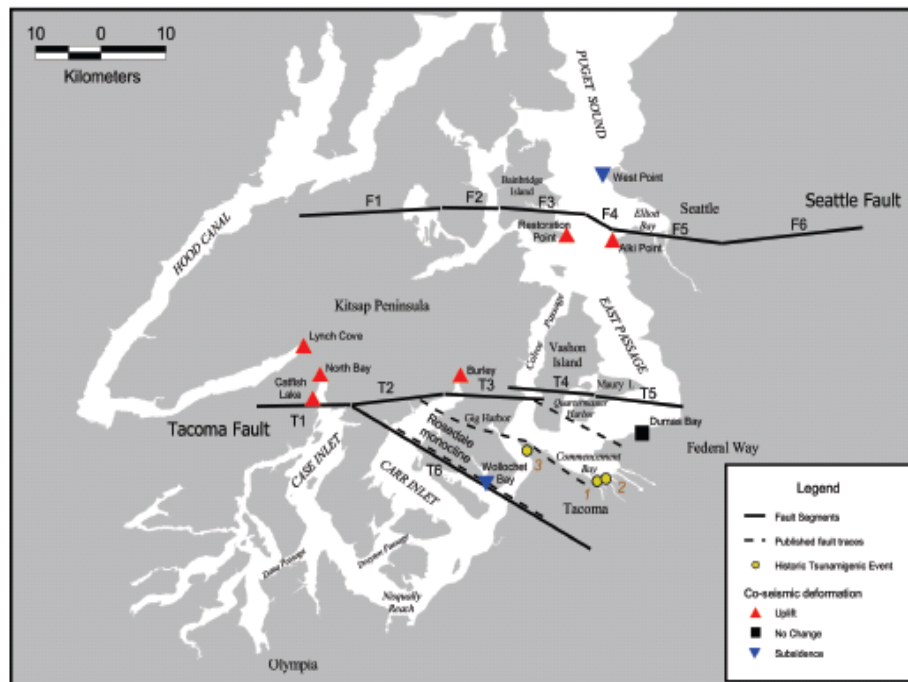 10 0 10
Kilometers
PUGET SOUND
West Point
Bainbridge
Island
Seattle Fault
F1
F2
F3
F4
Elliott
Bay
Seattle
F5
F6
Restoration
Point
Alki Point
HOOD CANAL
Kitsap Peninsula
Colvos Passage
EAST PASSAGE
Lynch Cove
Vashon
Island
North Bay
Burley
Catfish
Lake
T2
T3
T4
Maury I.
T5
T1
Tacoma Fault
Quartermaster
Harbor
Gig Harbor
Dumas Bay
Rosedale
monocline
Federal Way
CASE INLET
CARR INLET
T6
Wollochet
Bay
3
Commencement
Bay
1
2
Tacoma
Dana Passage
Drayton Passage
Nisqually
Reach
Olympia
Legend
Fault Segments
Published fault traces
Historic Tsunamigenic Event
Co-seismic deformation
Uplift
No Change
Subsidence